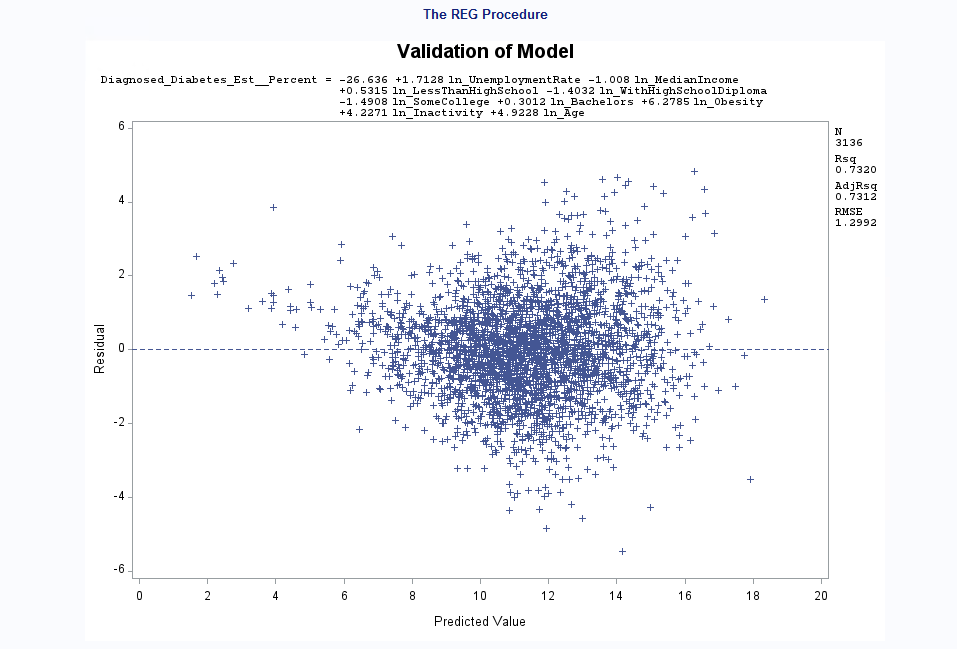 The REG Procedure
Validation of Model
Diagnosed_Diabetes_Est__Percent = -26.636 +1.7128 ln_UnemploymentRate -1.008 ln_MedianIncome
+0.5315 ln_LessThanHighSchool -1.4032 ln_WithHighSchoolDiploma
-1.4908 ln_SomeCollege +0.3012 ln_Bachelors +6.2785 ln_Obesity
+4.2271 ln_Inactivity +4.9228 ln_Age
N
3136
Rsq
0.7320
AdjRsq
0.7312
RMSE
1.2992
Residual
6
4
2
0
-2
-4
-6
0 2 4 6 8 10 12 14 16 18 20
Predicted Value